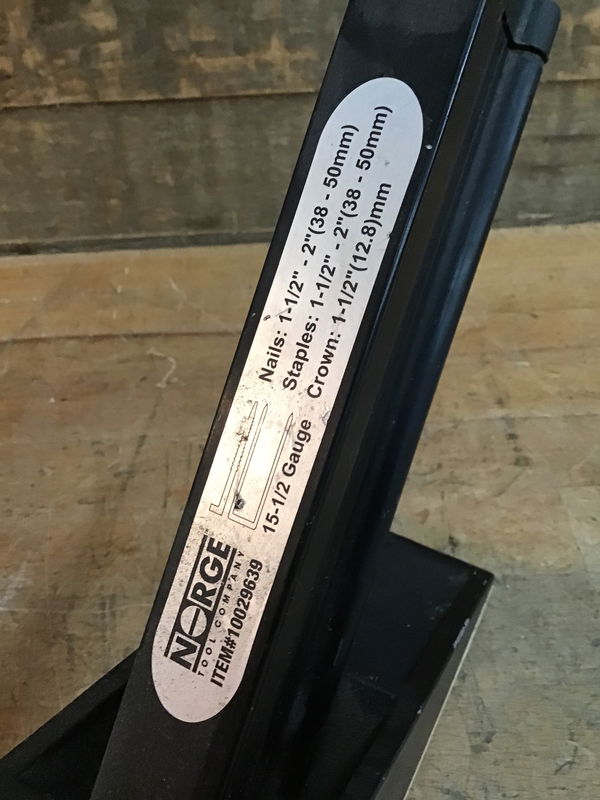 Nails: 1-1/2" - 2"(38 - 50mm)
Staples: 1-1/2" - 2"(38 - 50mm)
Crown: 1-1/2"(12.8)mm
15-1/2 Gauge
NORGE
TOOL COMPANY
ITEM#10029639